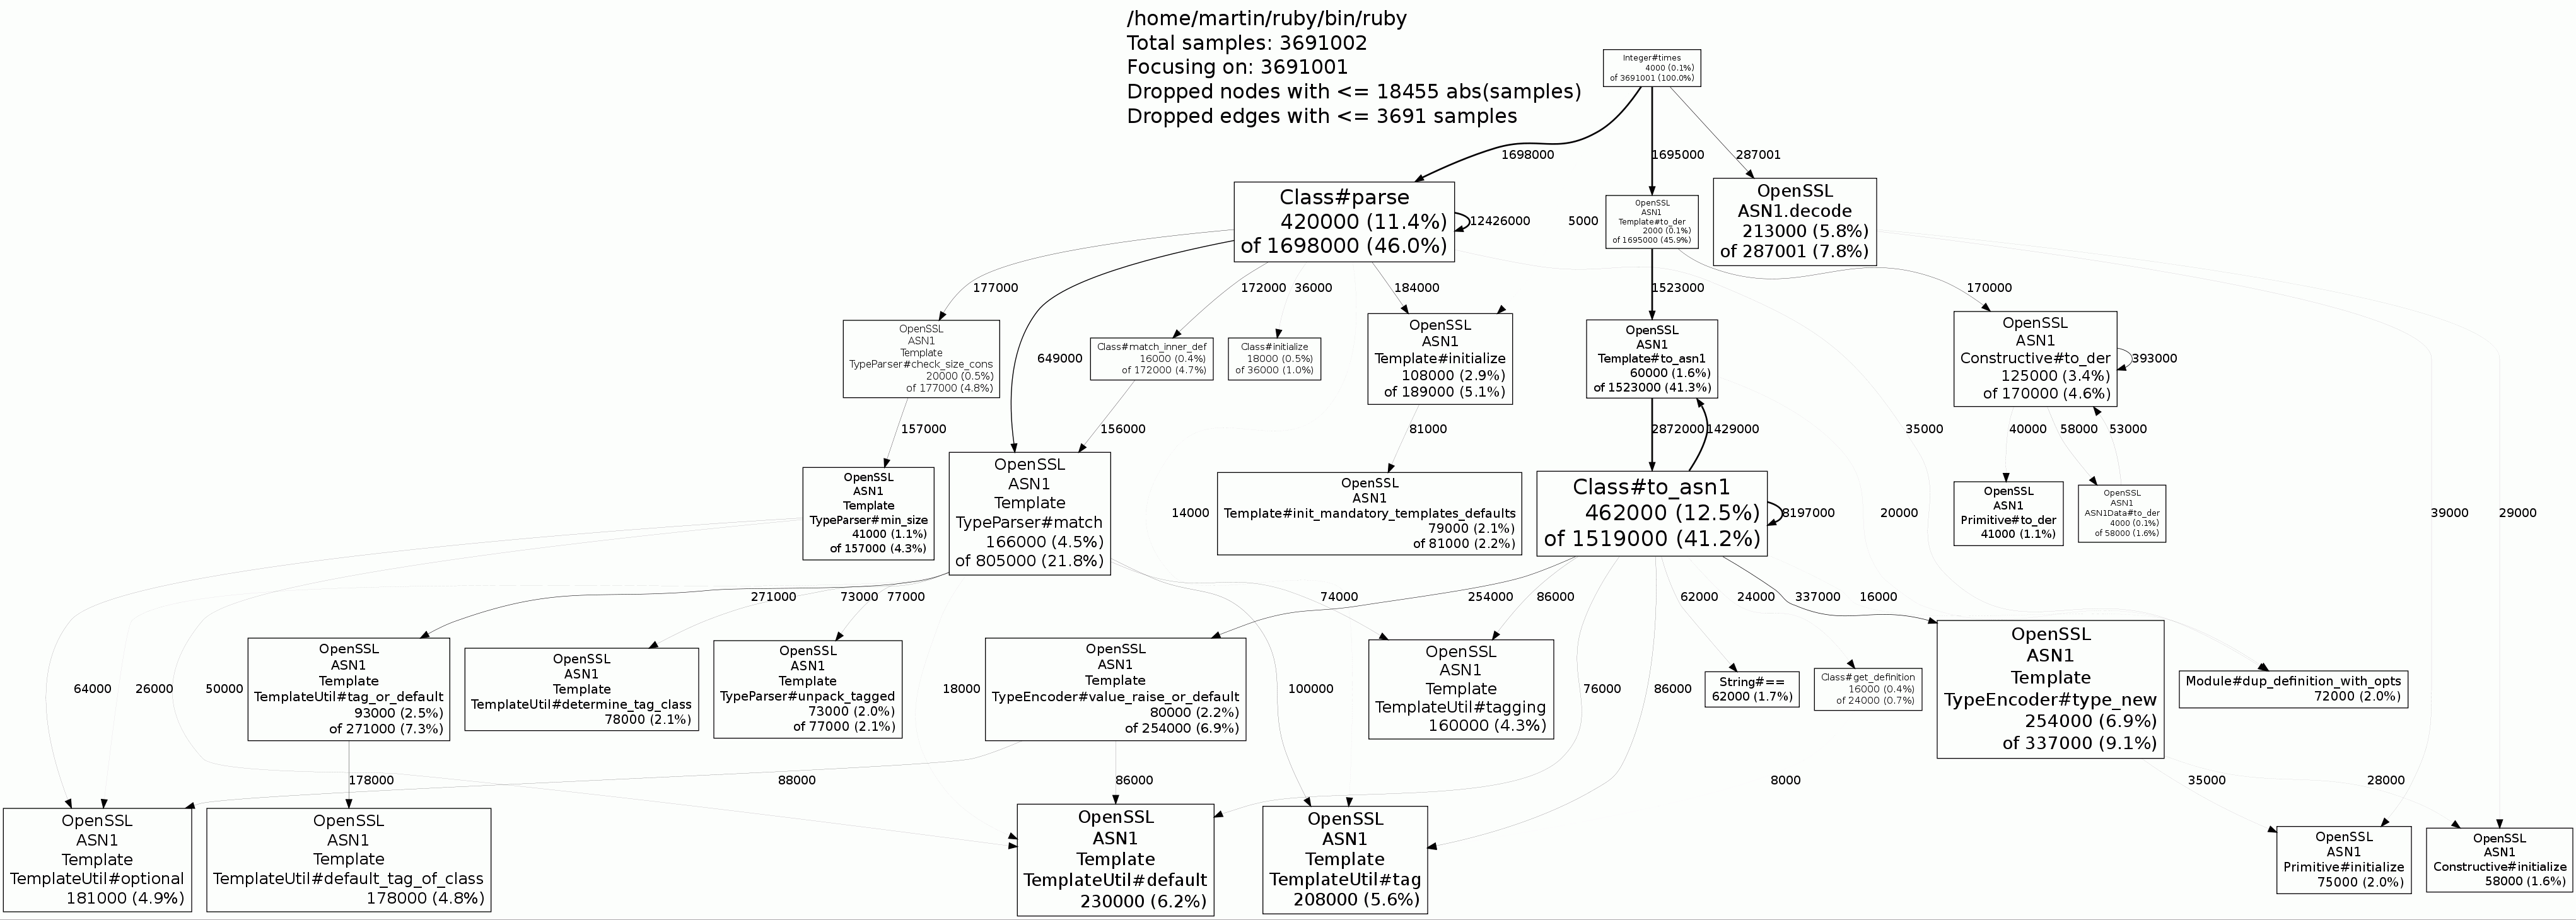 /home/martin/ruby/bin/ruby
Total samples: 3691002
Focusing on: 3691001
Dropped nodes with <= 18455 abs(samples)
Dropped edges with <= 3691 samples
Integer#times
4000 (0.1%)
of 3691001 (100.0%)
1698000
1695000
287001
Class#parse
420000 (11.4%)
of 1698000 (46.0%)
12426000
5000
OpenSSL
ASN1
Template#to_der
2000 (0.1%)
of 1695000 (45.9%)
OpenSSL
ASN1.decode
213000 (5.8%)
of 287001 (7.8%)
177000
172000
36000
184000
1523000
170000
OpenSSL
ASN1
Template
TypeParser#check_size_cons
20000 (0.5%)
of 177000 (4.8%)
649000
Class#match_inner_def
16000 (0.4%)
of 172000 (4.7%)
Class#initialize
18000 (0.5%)
of 36000 (1.0%)
OpenSSL
ASN1
Template#initialize
108000 (2.9%)
of 189000 (5.1%)
OpenSSL
ASN1
Template#to_asn1
60000 (1.6%)
of 1523000 (41.3%)
OpenSSL
ASN1
Constructive#to_der
125000 (3.4%)
of 170000 (4.6%)
393000
157000
156000
81000
2872000
1429000
35000
40000
58000
53000
OpenSSL
ASN1
Template
TypeParser#min_size
41000 (1.1%)
of 157000 (4.3%)
OpenSSL
ASN1
Template
TypeParser#match
166000 (4.5%)
of 805000 (21.8%)
14000
OpenSSL
ASN1
Template#init_mandatory_templates_defaults
79000 (2.1%)
of 81000 (2.2%)
Class#to_asn1
462000 (12.5%)
of 1519000 (41.2%)
8197000
20000
OpenSSL
ASN1
Primitive#to_der
41000 (1.1%)
OpenSSL
ASN1
ASN1Data#to_der
4000 (0.1%)
of 58000 (1.6%)
39000
29000
271000
73000
77000
74000
254000
86000
62000
24000
337000
16000
64000
26000
50000
OpenSSL
ASN1
Template
TemplateUtil#tag_or_default
93000 (2.5%)
of 271000 (7.3%)
OpenSSL
ASN1
Template
TemplateUtil#determine_tag_class
78000 (2.1%)
OpenSSL
ASN1
Template
TypeParser#unpack_tagged
73000 (2.0%)
of 77000 (2.1%)
18000
OpenSSL
ASN1
Template
TypeEncoder#value_raise_or_default
80000 (2.2%)
of 254000 (6.9%)
100000
OpenSSL
ASN1
Template
TemplateUtil#tagging
160000 (4.3%)
76000
86000
String#==
62000 (1.7%)
Class#get_definition
16000 (0.4%)
of 24000 (0.7%)
OpenSSL
ASN1
Template
TypeEncoder#type_new
254000 (6.9%)
of 337000 (9.1%)
Module#dup_definition_with_opts
72000 (2.0%)
178000
88000
86000
8000
35000
28000
OpenSSL
ASN1
Template
TemplateUtil#optional
181000 (4.9%)
OpenSSL
ASN1
Template
TemplateUtil#default_tag_of_class
178000 (4.8%)
OpenSSL
ASN1
Template
TemplateUtil#default
230000 (6.2%)
OpenSSL
ASN1
Template
TemplateUtil#tag
208000 (5.6%)
OpenSSL
ASN1
Primitive#initialize
75000 (2.0%)
OpenSSL
ASN1
Constructive#initialize
58000 (1.6%)